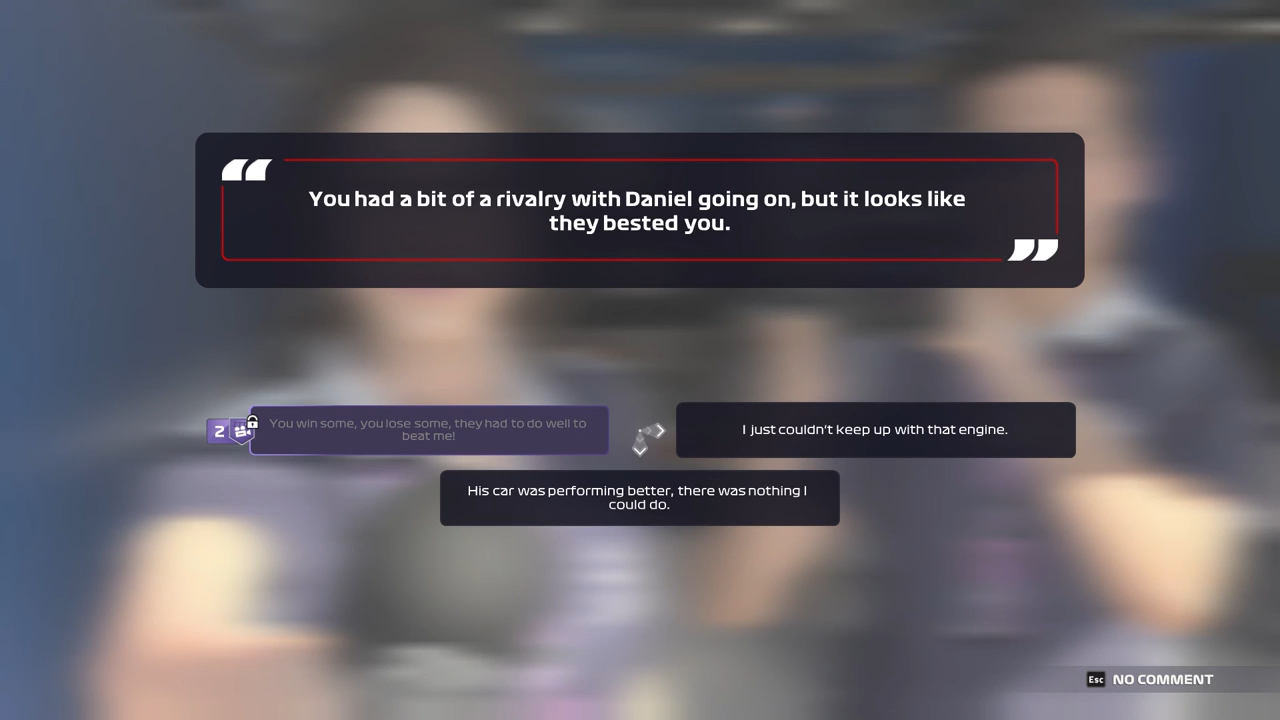 You had a bit of a rivalry with Daniel going on, but it looks like
they bested you.
2
You win some, you lose some, they had to do well to
beat me!
I just couldn't keep up with that engine.
His car was performing better, there was nothing I
could do.
Esc NO COMMENT